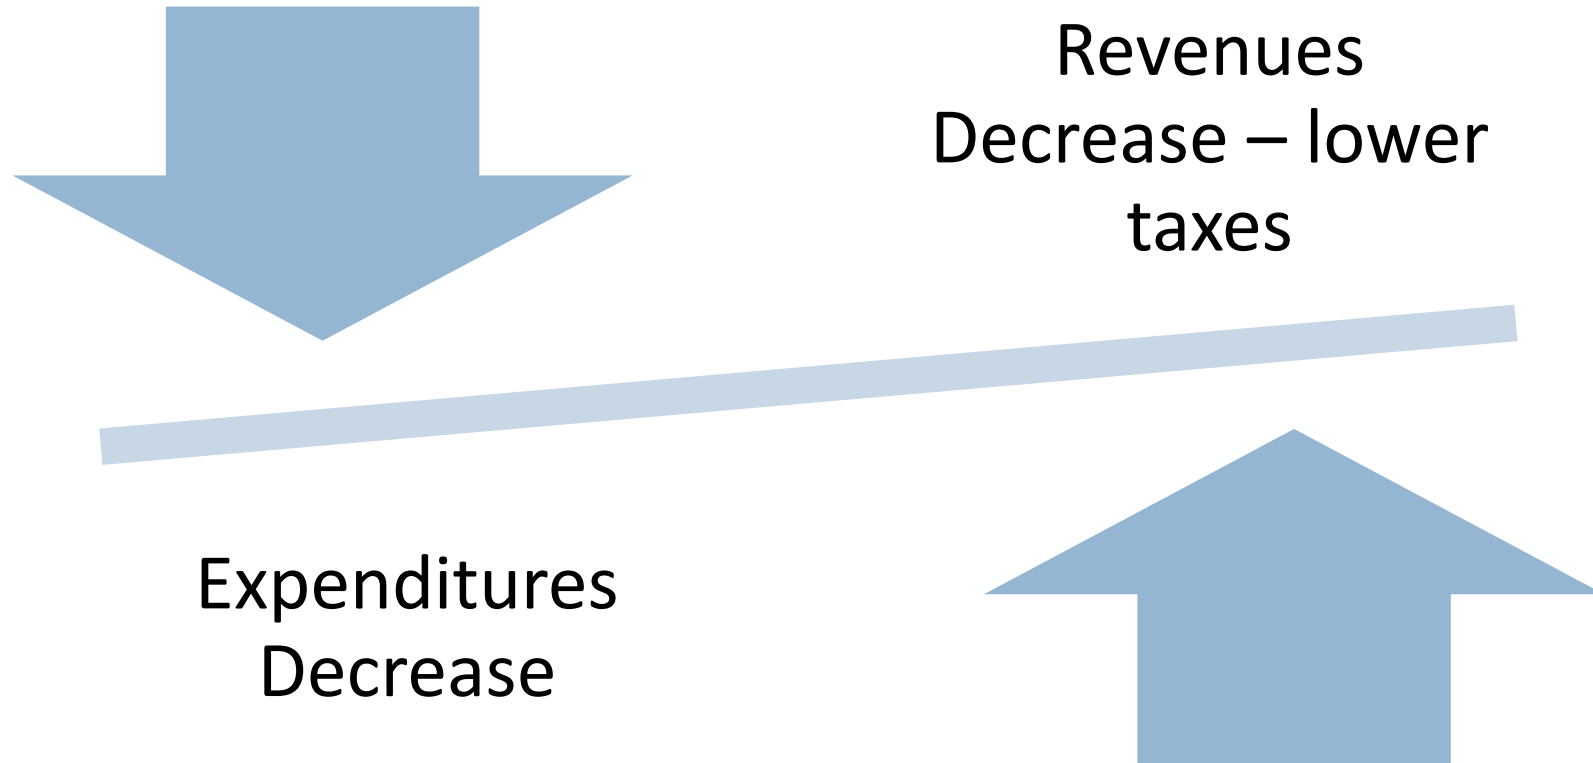 Revenues
Decrease – lower
taxes
Expenditures
Decrease